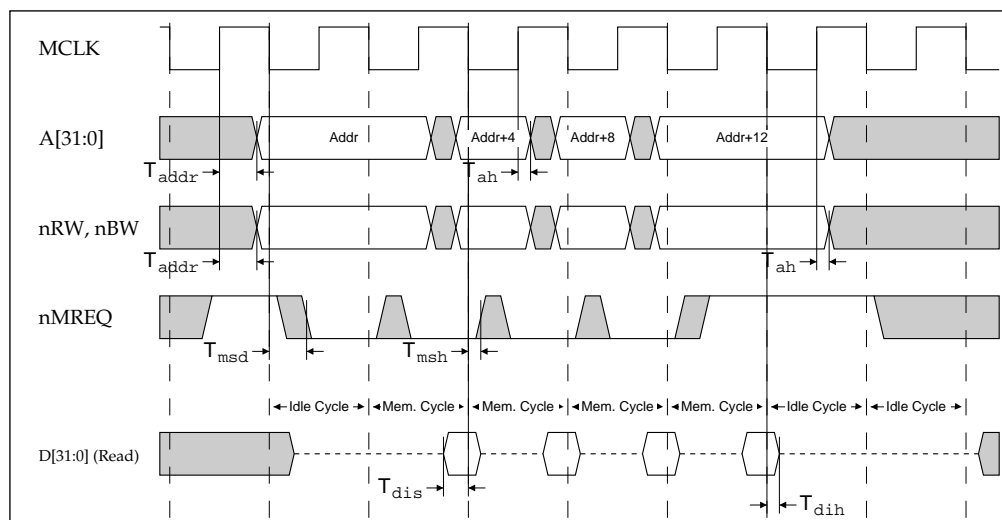 MCLK
A[31:0]
Addr
Addr+4
Addr+8
Addr+12
Taddr
Tah
nRW, nBW
Taddr
Tah
nMREQ
Tmsd
Tmsh
Idle Cycle
Mem. Cycle
Mem. Cycle
Mem. Cycle
Mem. Cycle
Idle Cycle
Idle Cycle
D[31:0] (Read)
Tdis
Tdih